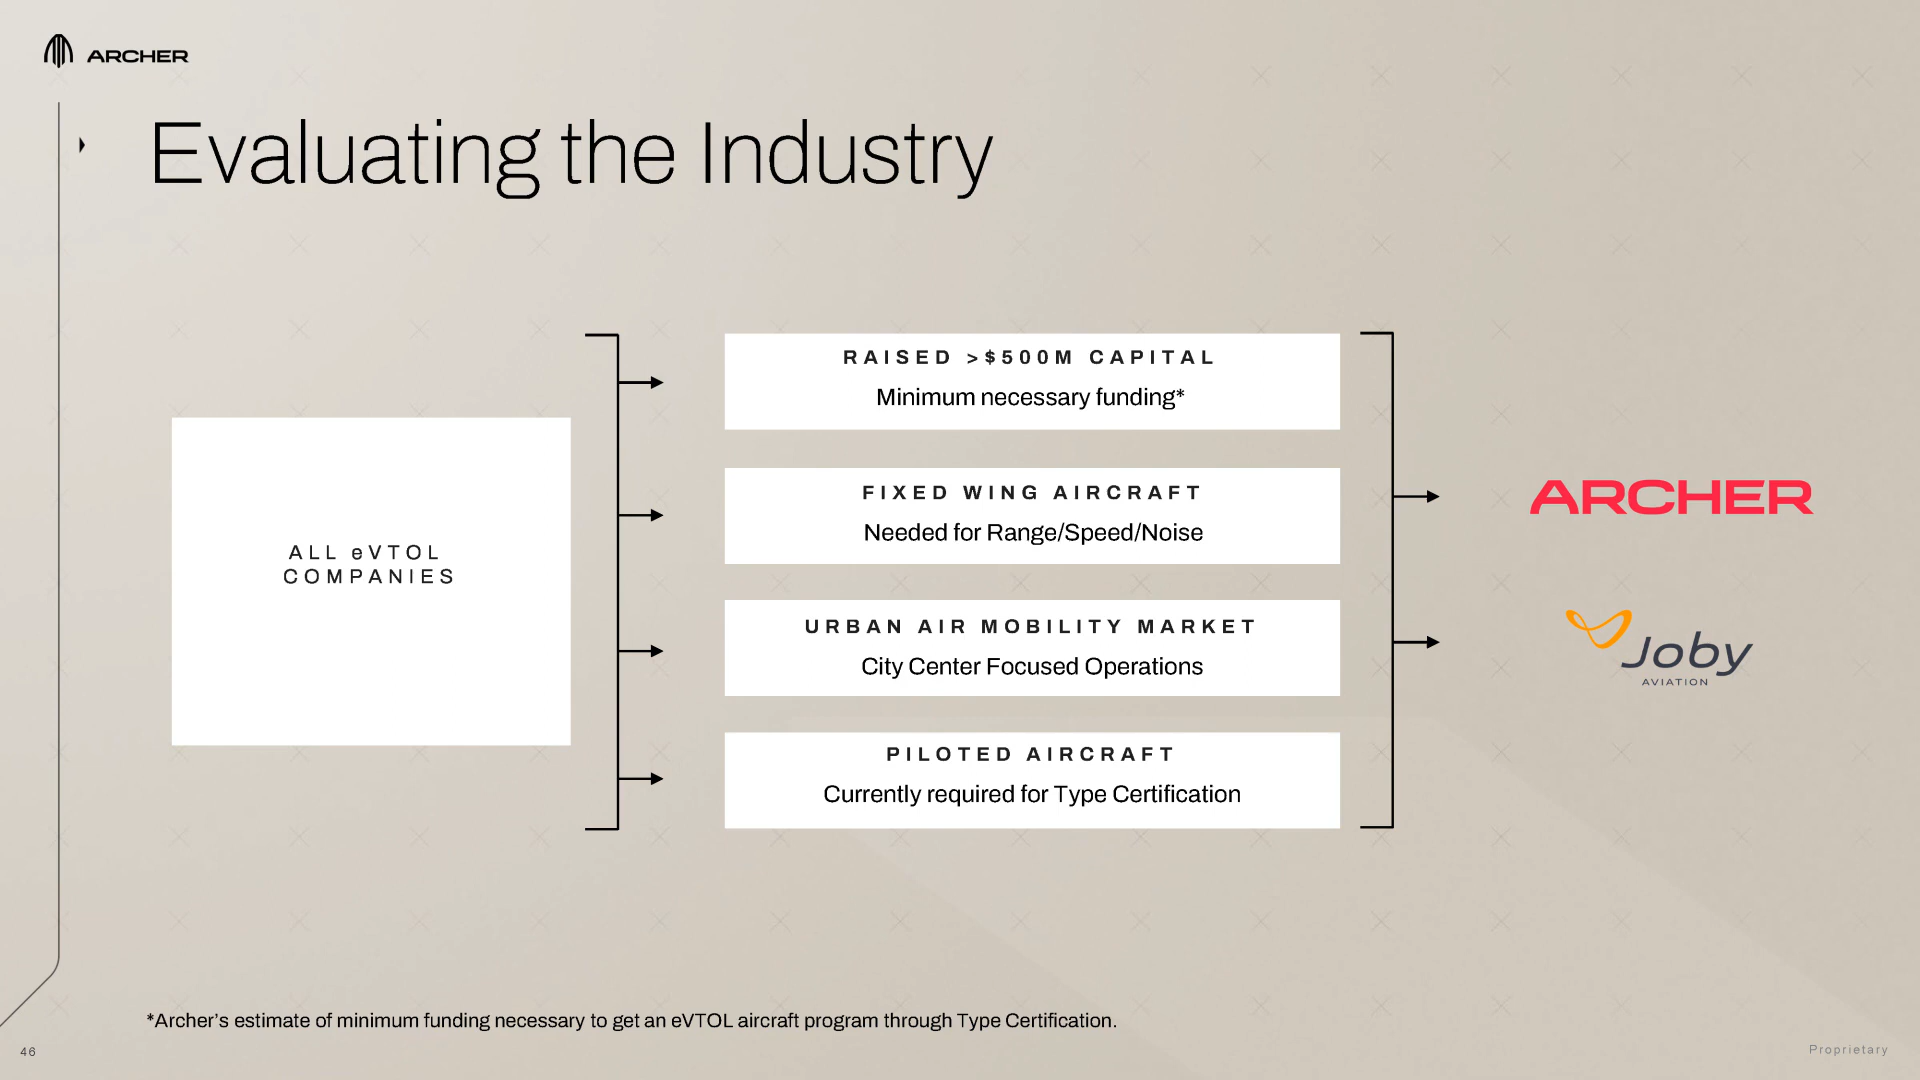 ARCHER
Evaluating the Industry
ALL eVTOL
COMPANIES
RAISED >$500M CAPITAL
Minimum necessary funding*
FIXED WING AIRCRAFT
Needed for Range/Speed/Noise
URBAN AIR MOBILITY MARKET
City Center Focused Operations
PILOTED AIRCRAFT
Currently required for Type Certification
ARCHER
Joby
AVIATION
*Archer’s estimate of minimum funding necessary to get an eVTOL aircraft program through Type Certification.
46
Proprietary